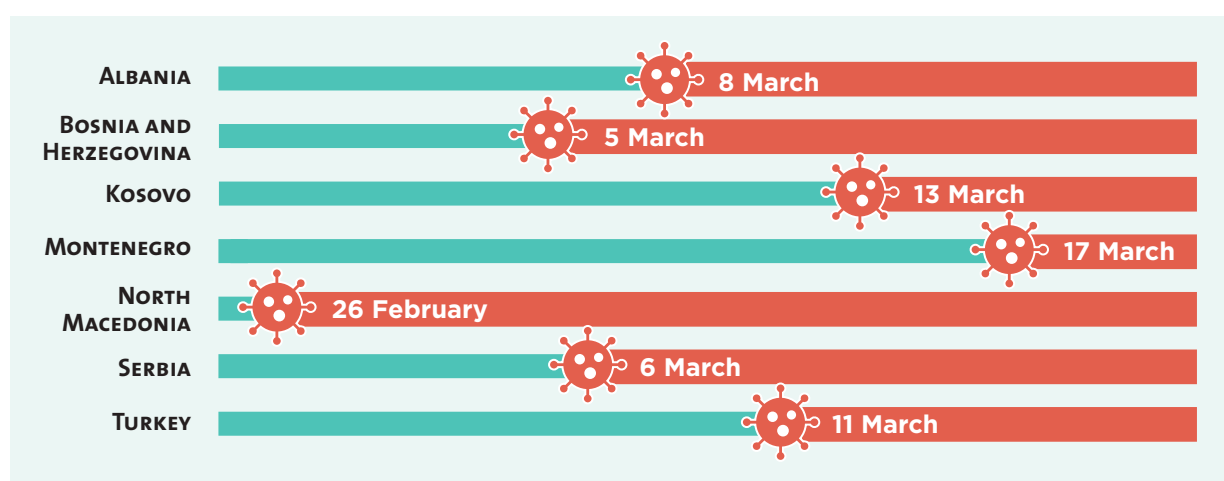 ALBANIA
8 March
BOSNIA AND
HERZEGOVINA
5 March
KOSOVO
13 March
MONTENEGRO
17 March
NORTH
MACEDONIA
26 February
SERBIA
6 March
TURKEY
11 March